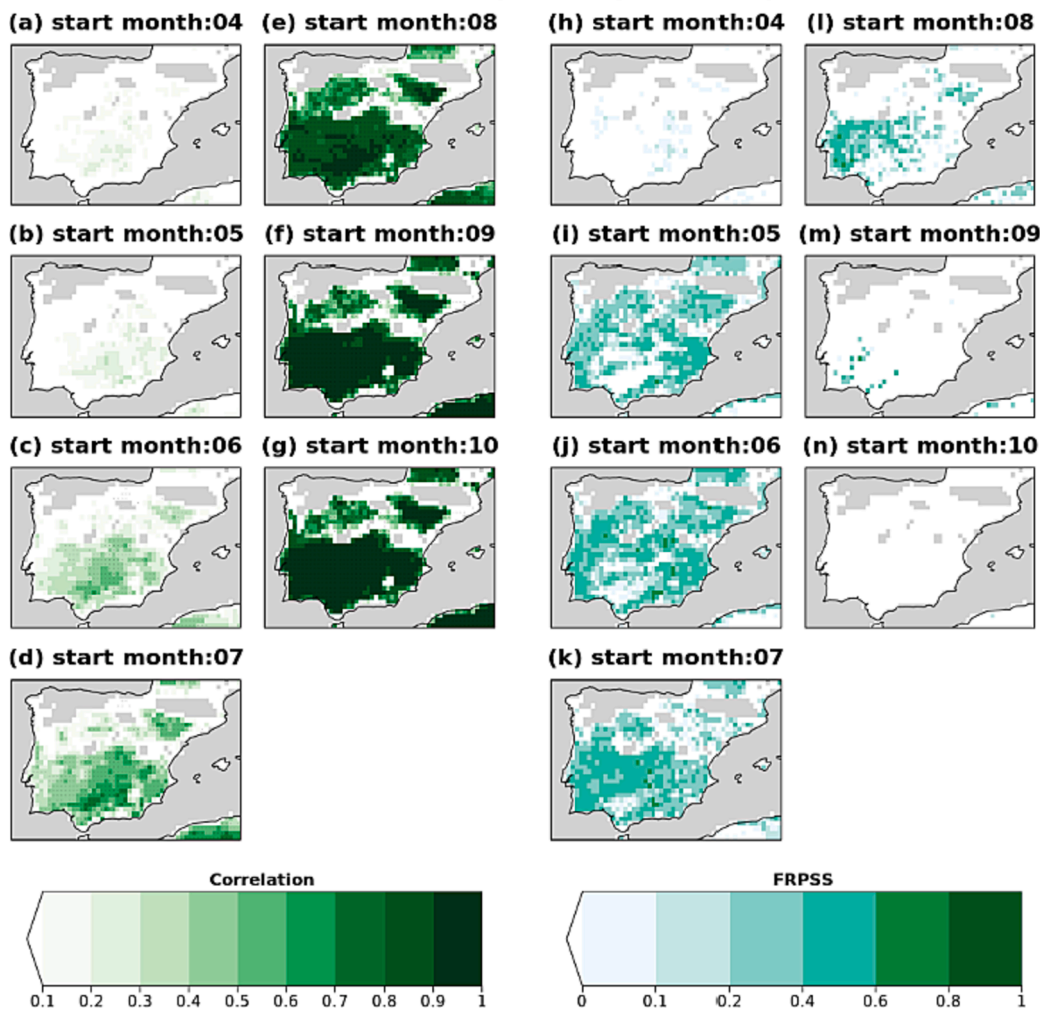 (a) start month:04
(e) start month:08
(h) start month:04
(l) start month:08
(b) start month:05
(f) start month:09
(i) start month:05
(m) start month:09
(c) start month:06
(g) start month:10
(j) start month:06
(n) start month:10
(d) start month:07
(k) start month:07
Correlation
FRPSS
0.1 0.2 0.3 0.4 0.5 0.6 0.7 0.8 0.9 1
0 0.1 0.2 0.4 0.6 0.8 1